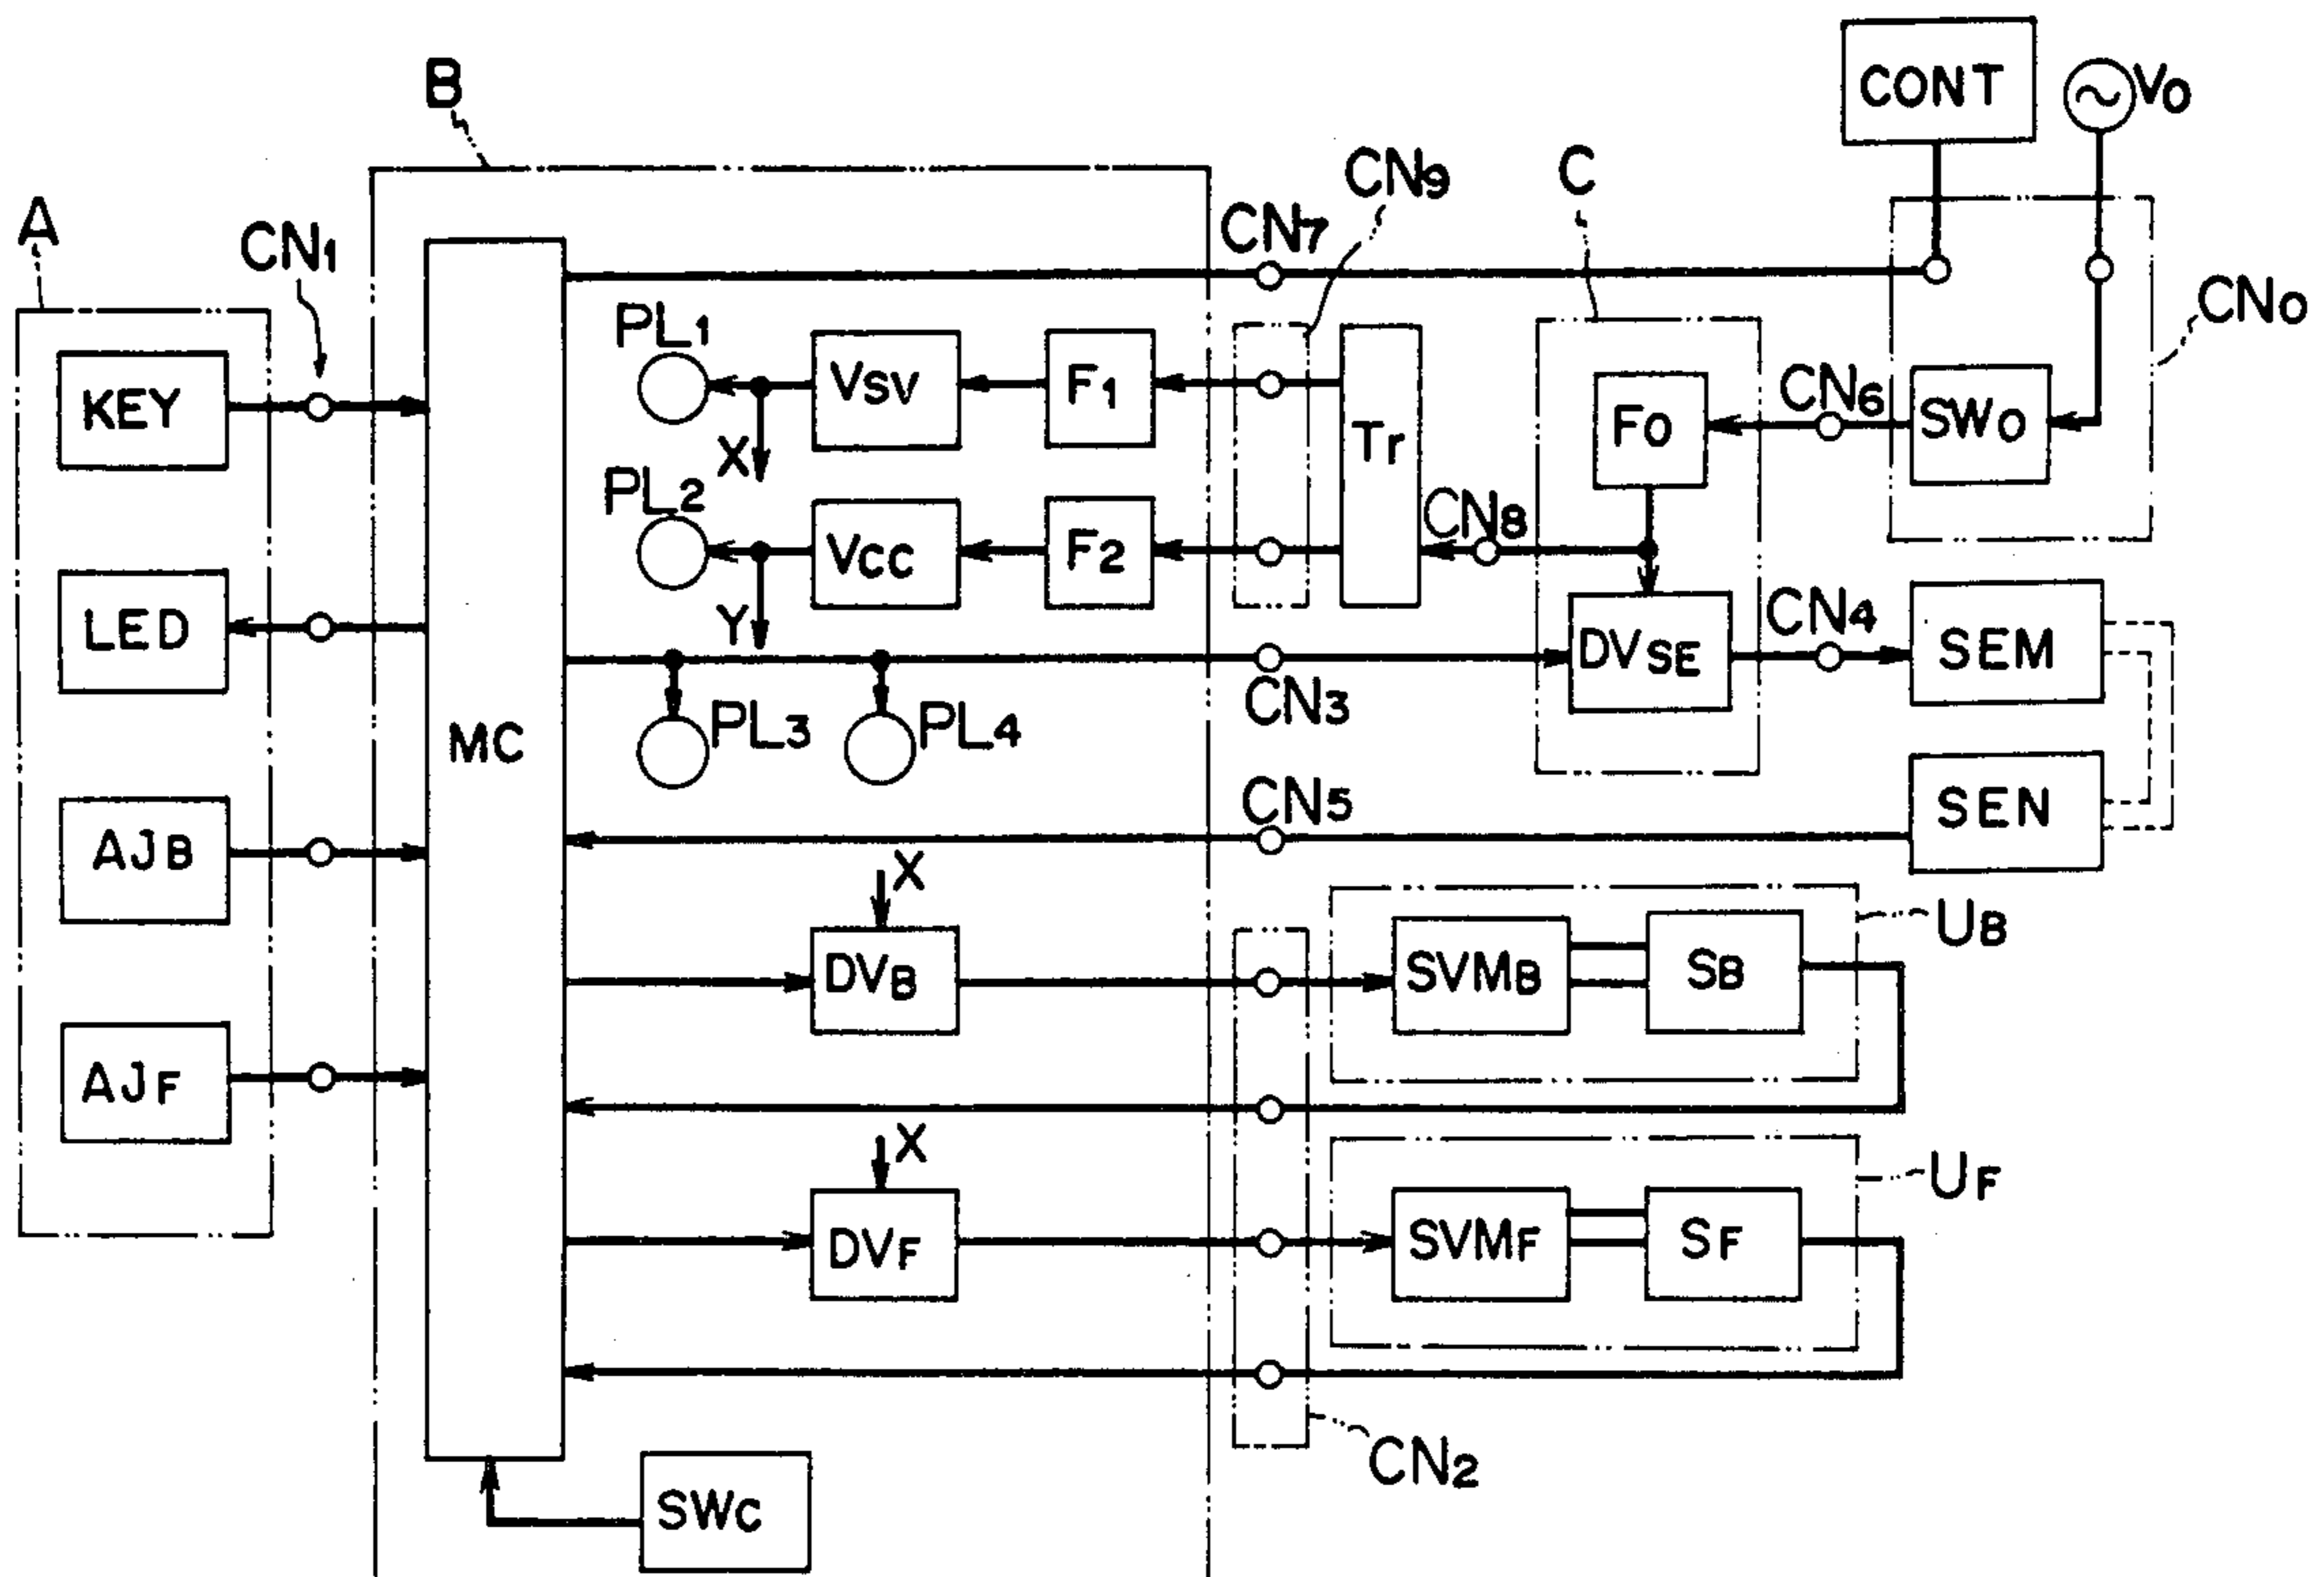 CONT
V0
B
CN9
C
A
CN1
CN7
CN0
PL1
VSV
F1
KEY
X
Tr
F0
CN6
SW0
PL2
VCC
F2
CN8
Y
LED
DVSE
CN4
SEM
CN3
PL3
PL4
MC
CN5
SEN
AJB
X
UB
DVB
SVMB
SB
AJF
X
UF
DVF
SVMF
SF
CN2
SWC